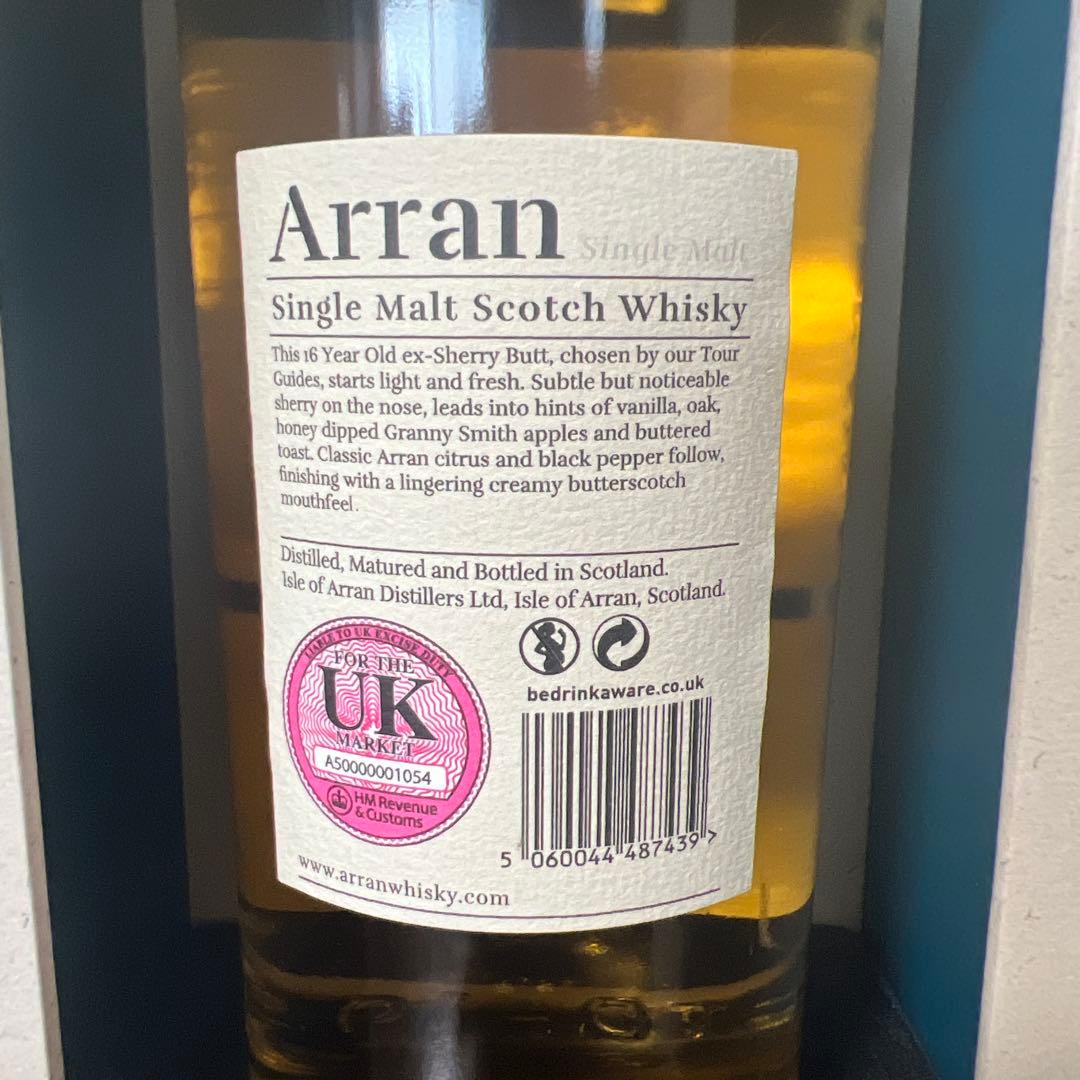 Arran Single Malt
Single Malt Scotch Whisky
This 16 Year Old ex-Sherry Butt, chosen by our Tour
Guides, starts light and fresh. Subtle but noticeable
sherry on the nose, leads into hints of vanilla, oak,
honey dipped Granny Smith apples and buttered
toast. Classic Arran citrus and black pepper follow,
finishing with a lingering creamy butterscotch
mouthfeel.
Distilled, Matured and Bottled in Scotland.
Isle of Arran Distillers Ltd, Isle of Arran, Scotland.
LIABLE TO UK EXCISE DUTY
FOR THE
UK
MARKET
A50000001054
HM Revenue
& Customs
bedrinkaware.co.uk
5 060044 487439 >
www.arranwhisky.com